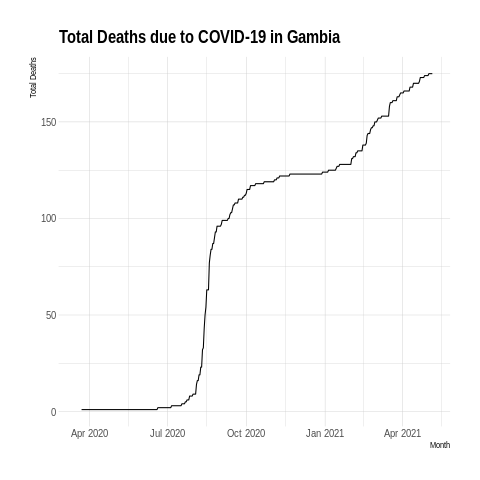 Total Deaths due to COVID-19 in Gambia
Total Deaths
150
100
50
0
Apr 2020
Jul 2020
Oct 2020
Jan 2021
Apr 2021
Month